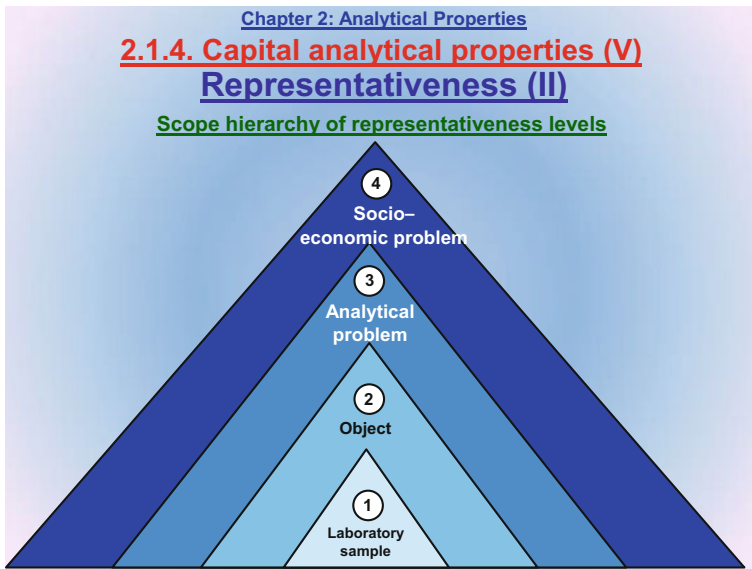 Chapter 2: Analytical Properties
2.1.4. Capital analytical properties (V)
Representativeness (II)
Scope hierarchy of representativeness levels
4
Socio–
economic problem
3
Analytical
problem
2
Object
1
Laboratory
sample